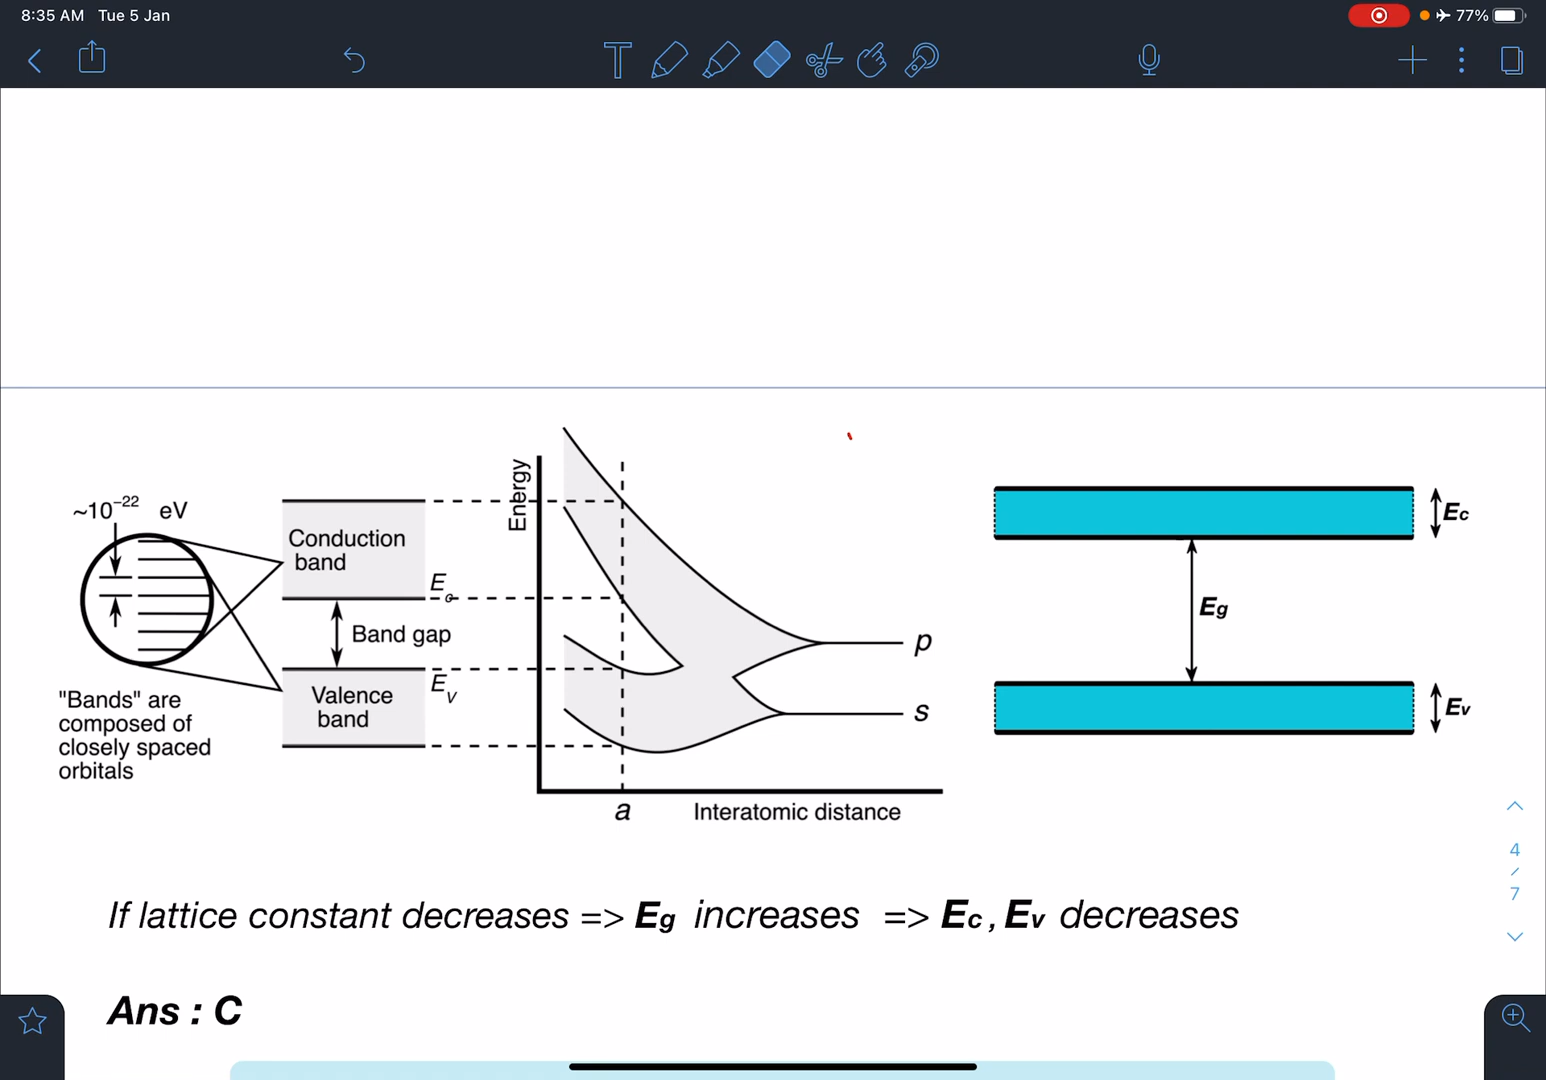 8:35 AM Tue 5 Jan
77%
T
~10⁻²² eV
"Bands" are
composed of
closely spaced
orbitals
Conduction
band
Ec
Band gap
Valence
band
EV
Energy
p
s
a
Interatomic distance
Ec
Eg
Ev
4
/
7
If lattice constant decreases => Eg increases => Ec, Ev decreases
Ans : C